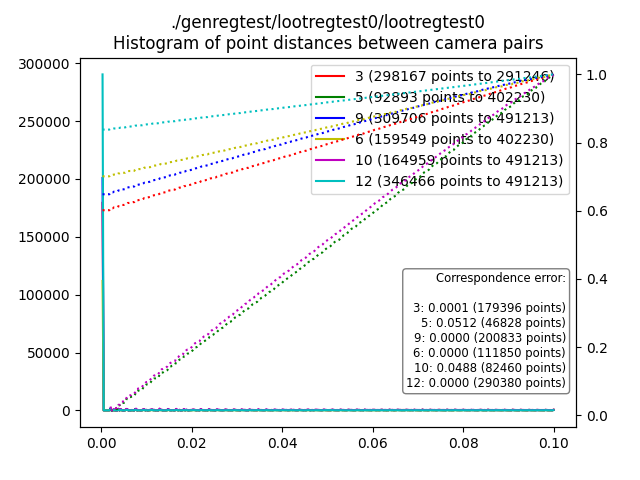 ./genregtest/lootregtest0/lootregtest0
Histogram of point distances between camera pairs
300000
250000
200000
150000
100000
50000
0
3 (298167 points to 291246)
5 (92893 points to 402230)
9 (309706 points to 491213)
6 (159549 points to 402230)
10 (164959 points to 491213)
12 (346466 points to 491213)
1.0
0.8
0.6
0.4
0.2
0.0
Correspondence error:
3: 0.0001 (179396 points)
5: 0.0512 (46828 points)
9: 0.0000 (200833 points)
6: 0.0000 (111850 points)
10: 0.0488 (82460 points)
12: 0.0000 (290380 points)
0.00 0.02 0.04 0.06 0.08 0.10